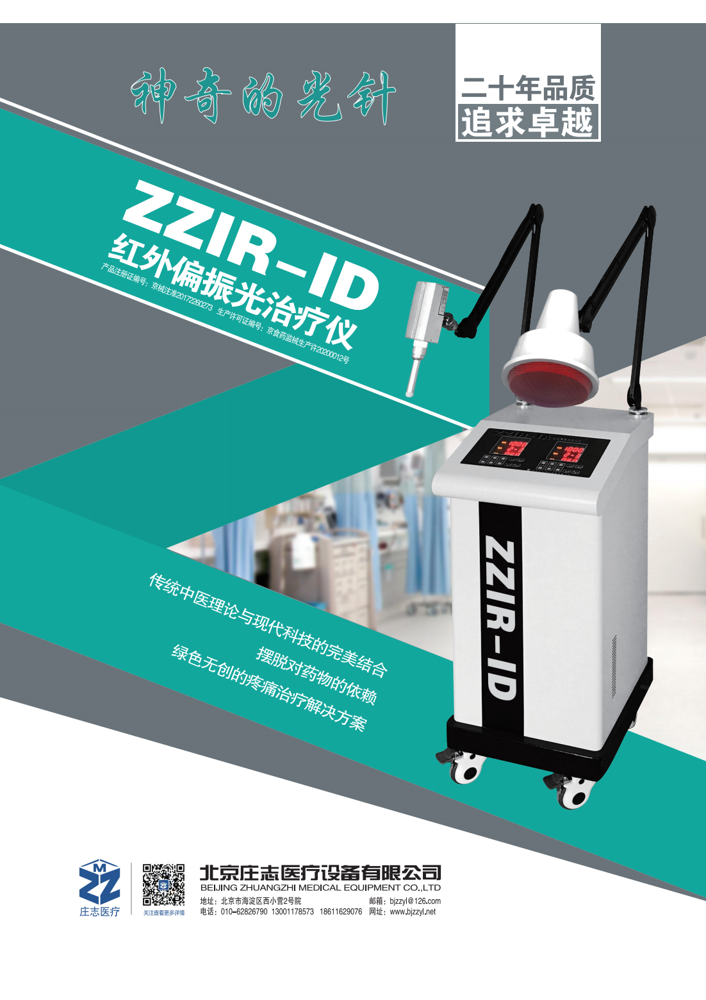 神奇的光针
二十年品质
追求卓越
ZZIR-ID
红外偏振光治疗仪
产品注册证编号：京械注准20172260273 生产许可证编号：京食药监械生产许20200012号
ZZIR-1A
1000
1000
ZZIR-ID
传统中医理论与现代科技的完美结合
摆脱对药物的依赖
绿色无创的疼痛治疗解决方案
M
ZZ
庄志医疗
关注查看更多详情
北京庄志医疗设备有限公司
BEIJING ZHUANGZHI MEDICAL EQUIPMENT CO.,LTD
地址：北京市海淀区西小营2号院 邮箱：bjzzyl@126.com
电话：010-62826790 13001178573 18611629076 网址：www.bjzzyl.net